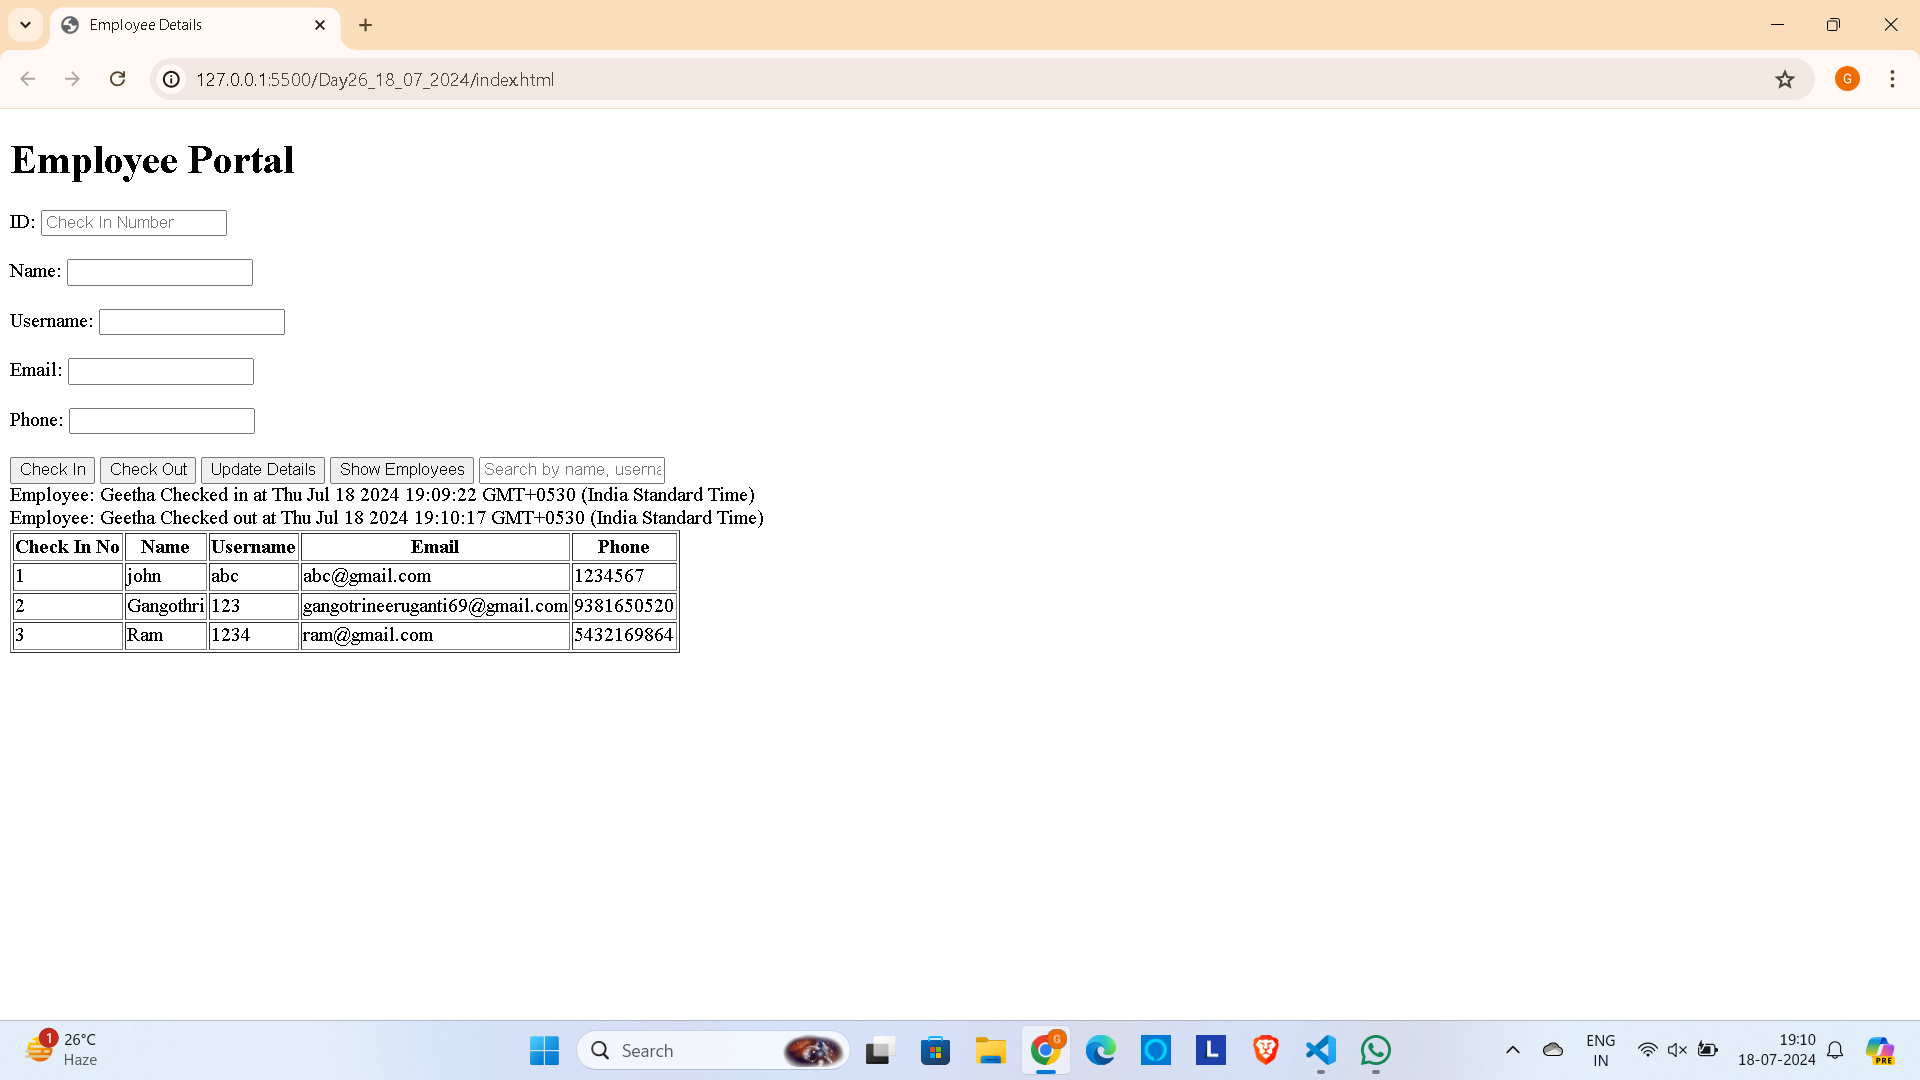 Employee Details
127.0.0.1:5500/Day26_18_07_2024/index.html
G
Employee Portal
ID: Check In Number
Name:
Username:
Email:
Phone:
Check In Check Out Update Details Show Employees Search by name, userna
Employee: Geetha Checked in at Thu Jul 18 2024 19:09:22 GMT+0530 (India Standard Time)
Employee: Geetha Checked out at Thu Jul 18 2024 19:10:17 GMT+0530 (India Standard Time)
Check In No Name Username Email Phone
1 john abc abc@gmail.com 1234567
2 Gangothri 123 gangotrineeruganti69@gmail.com 9381650520
3 Ram 1234 ram@gmail.com 5432169864
1 26°C
Haze
Search
G
L
ENG
IN
19:10
18-07-2024
PRE